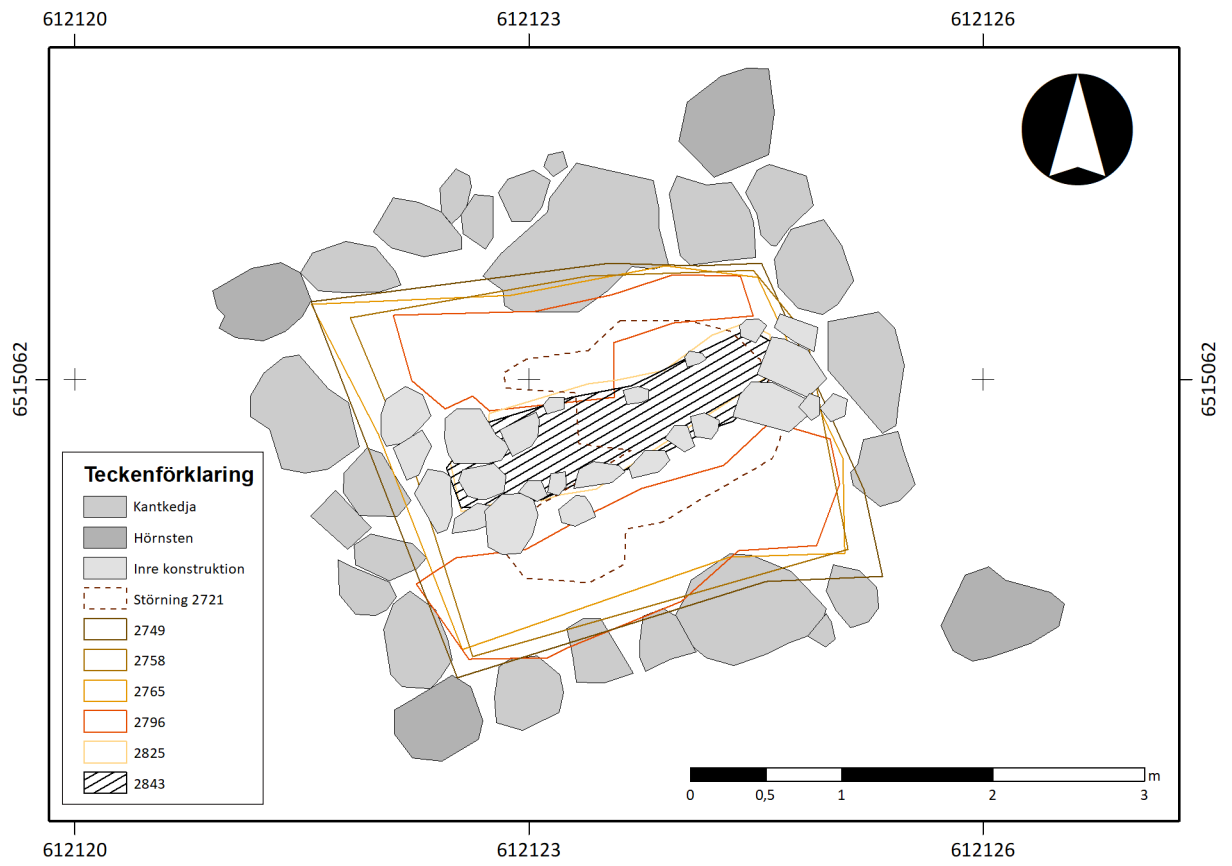 612120 612123 612126
6515062 6515062
Teckenförklaring
Kantkedja
Hörnsten
Inre konstruktion
Störning 2721
2749
2758
2765
2796
2825
2843
m
0 0,5 1 2 3
612120 612123 612126